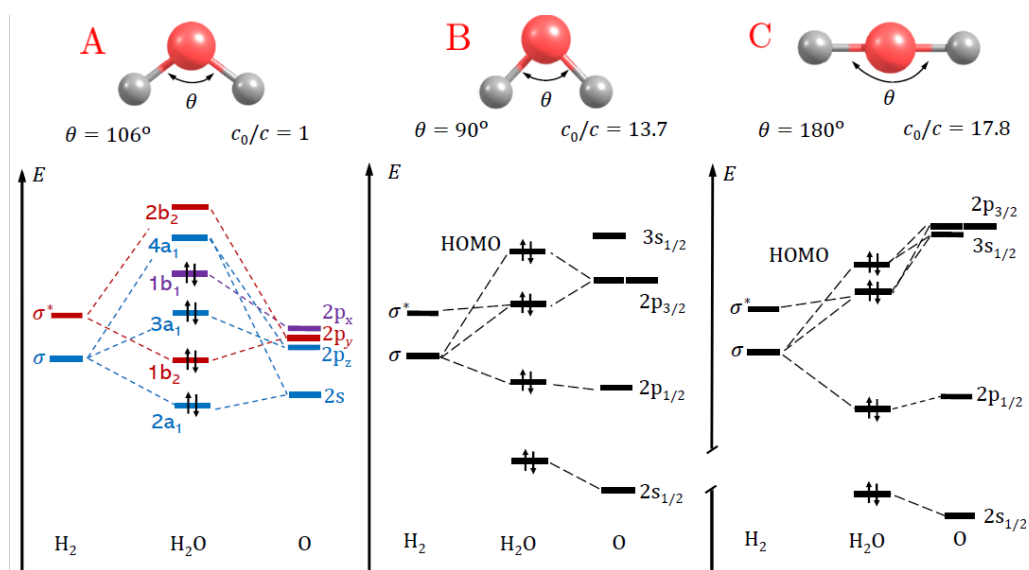 A
θ
θ = 106° c₀/c = 1
E
2b₂
4a₁
1b₁
σ*
3a₁
2pₓ
2p_y
2p_z
σ
1b₂
2s
2a₁
H₂ H₂O O
B
θ
θ = 90° c₀/c = 13.7
E
HOMO
3s₁/₂
2p₃/₂
σ*
σ
2p₁/₂
2s₁/₂
H₂ H₂O O
C
θ
θ = 180° c₀/c = 17.8
E
2p₃/₂
3s₁/₂
HOMO
σ*
σ
2p₁/₂
2s₁/₂
H₂ H₂O O